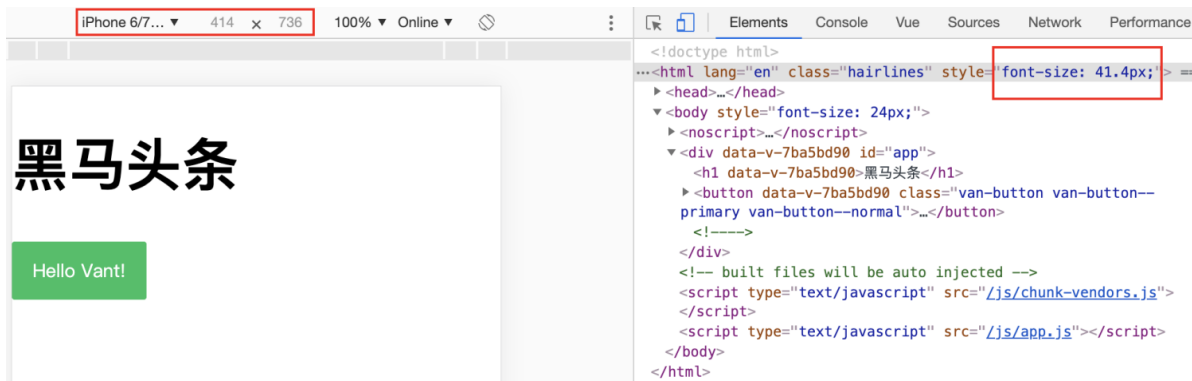 iPhone 6/7... ▼ 414 × 736 100% ▼ Online ▼
Elements Console Vue Sources Network Performance
<!doctype html>
⋯<html lang="en" class="hairlines" style="font-size: 41.4px;"> ==
▶<head>…</head>
▼<body style="font-size: 24px;">
▶<noscript>…</noscript>
▼<div data-v-7ba5bd90 id="app">
<h1 data-v-7ba5bd90>黑马头条</h1>
▶<button data-v-7ba5bd90 class="van-button van-button--
primary van-button--normal">…</button>
<!---->
</div>
<!-- built files will be auto injected -->
<script type="text/javascript" src="/js/chunk-vendors.js">
</script>
<script type="text/javascript" src="/js/app.js"></script>
</body>
</html>
黑马头条
Hello Vant!